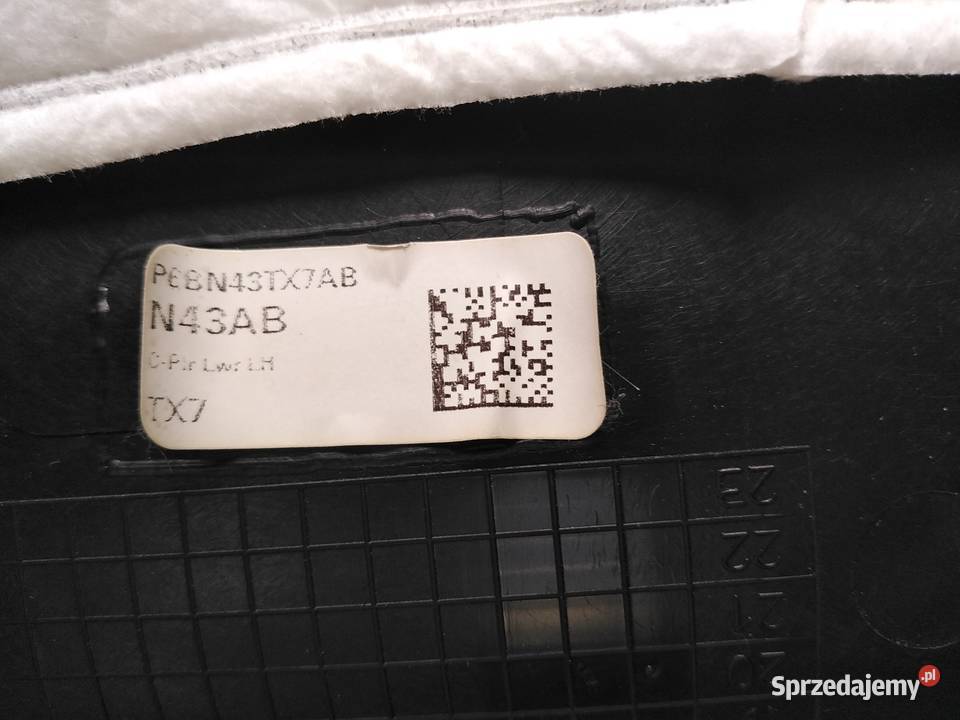 P6BN43TX7AB
N43AB
C-Plr Lwr LH
TX7
23
22
21
20
Sprzedajemy.pl